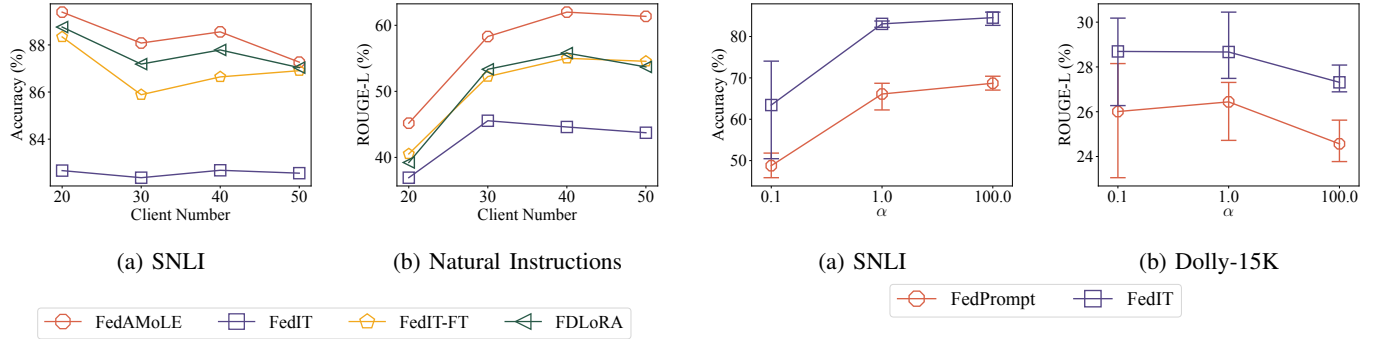 Accuracy (%)
88
86
84
20
30
40
50
Client Number
(a) SNLI
ROUGE-L (%)
60
50
40
20
30
40
50
Client Number
(b) Natural Instructions
FedAMoLE
FedIT
FedIT-FT
FDLoRA
Accuracy (%)
80
70
60
50
0.1
1.0
100.0
α
(a) SNLI
ROUGE-L (%)
30
28
26
24
0.1
1.0
100.0
α
(b) Dolly-15K
FedPrompt
FedIT